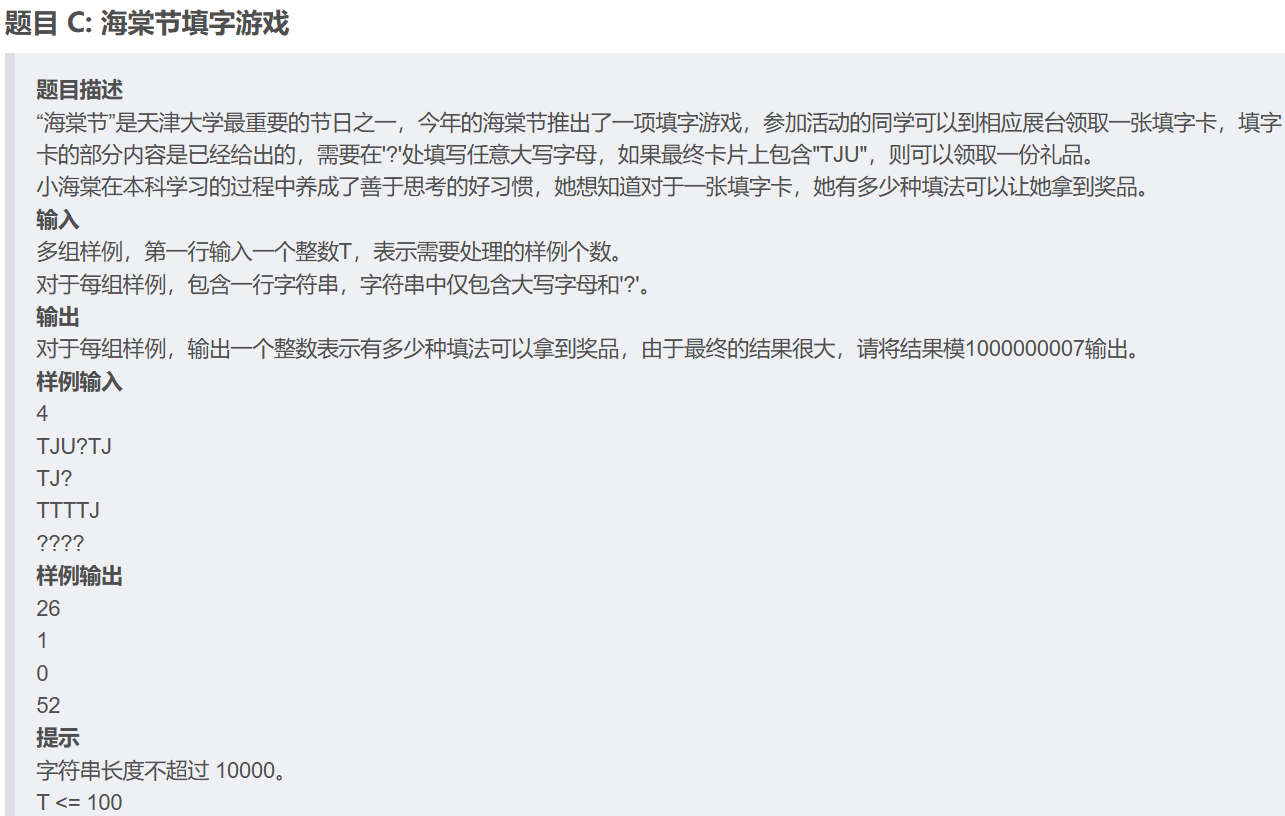 题目 C: 海棠节填字游戏
题目描述
“海棠节”是天津大学最重要的节日之一，今年的海棠节推出了一项填字游戏，参加活动的同学可以到相应展台领取一张填字卡，填字
卡的部分内容是已经给出的，需要在'?'处填写任意大写字母，如果最终卡片上包含"TJU"，则可以领取一份礼品。
小海棠在本科学习的过程中养成了善于思考的好习惯，她想知道对于一张填字卡，她有多少种填法可以让她拿到奖品。
输入
多组样例，第一行输入一个整数T，表示需要处理的样例个数。
对于每组样例，包含一行字符串，字符串中仅包含大写字母和'?'。
输出
对于每组样例，输出一个整数表示有多少种填法可以拿到奖品，由于最终的结果很大，请将结果模1000000007输出。
样例输入
4
TJU?TJ
TJ?
TTTTJ
????
样例输出
26
1
0
52
提示
字符串长度不超过 10000。
T <= 100